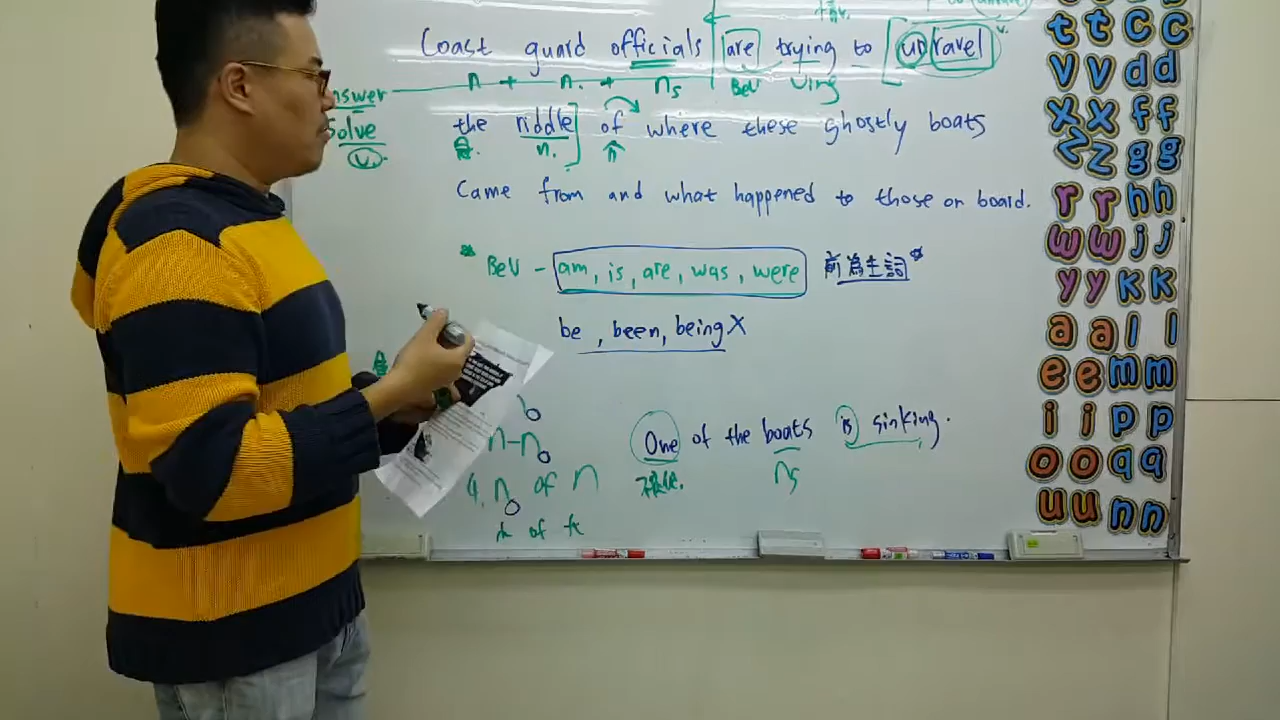 Coast guard officials are trying to unravel
n + n. + ns BeV Ving
Answer
Solve
v.
the riddle of where these ghostly boats
n. n
Came from and what happened to those on board.
* BeV - am, is, are, was, were 前為主詞*
be, been, being X
n-n
One of the boats is sinking.
4. n of n
ns
of
t t c c
v v d d
x x f f
z z g g
r r h h
w w j j
y y k k
a a l l
e e m m
i i p p
o o q q
u u n n